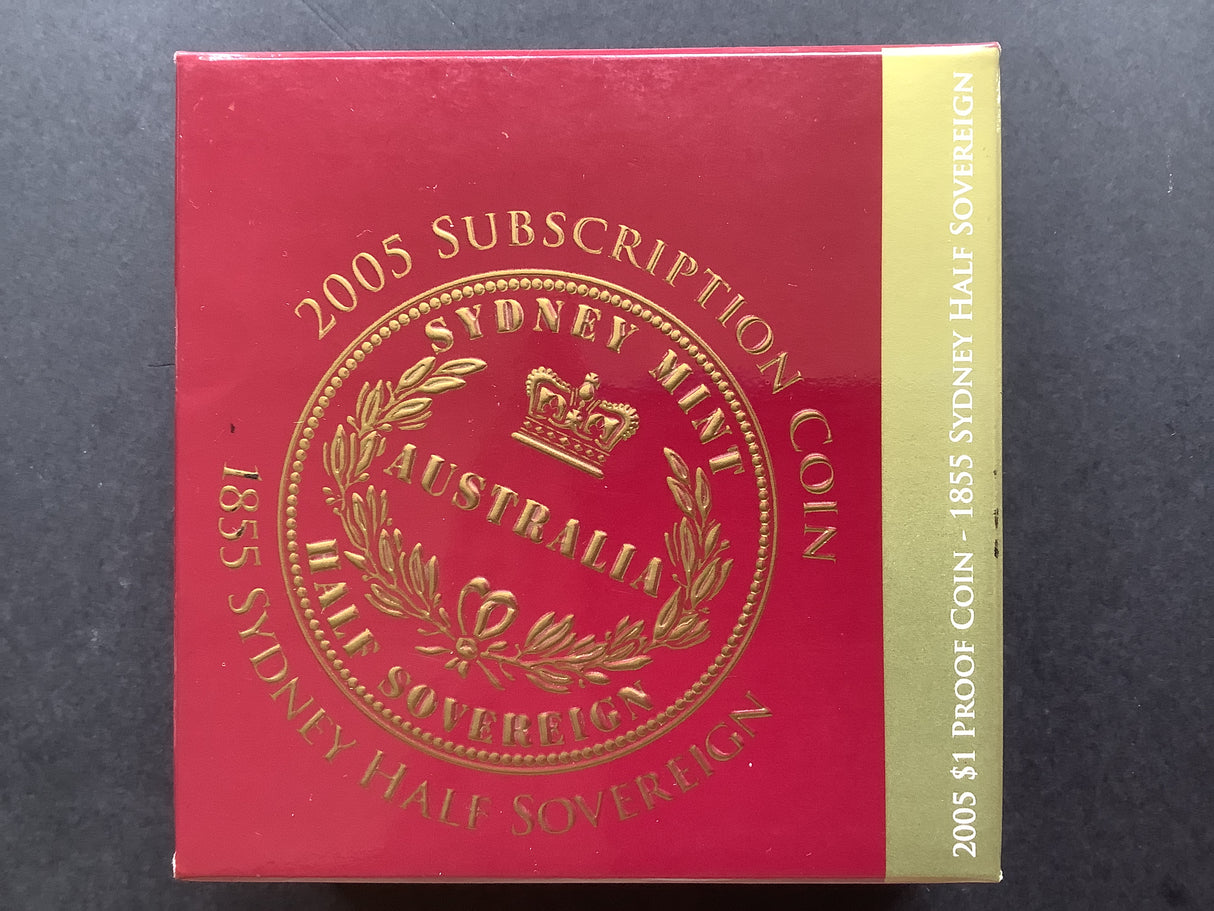 2005 SUBSCRIPTION COIN
SYDNEY MINT
AUSTRALIA
HALF SOVEREIGN
1855 SYDNEY HALF SOVEREIGN
2005 $1 PROOF COIN - 1855 SYDNEY HALF SOVEREIGN